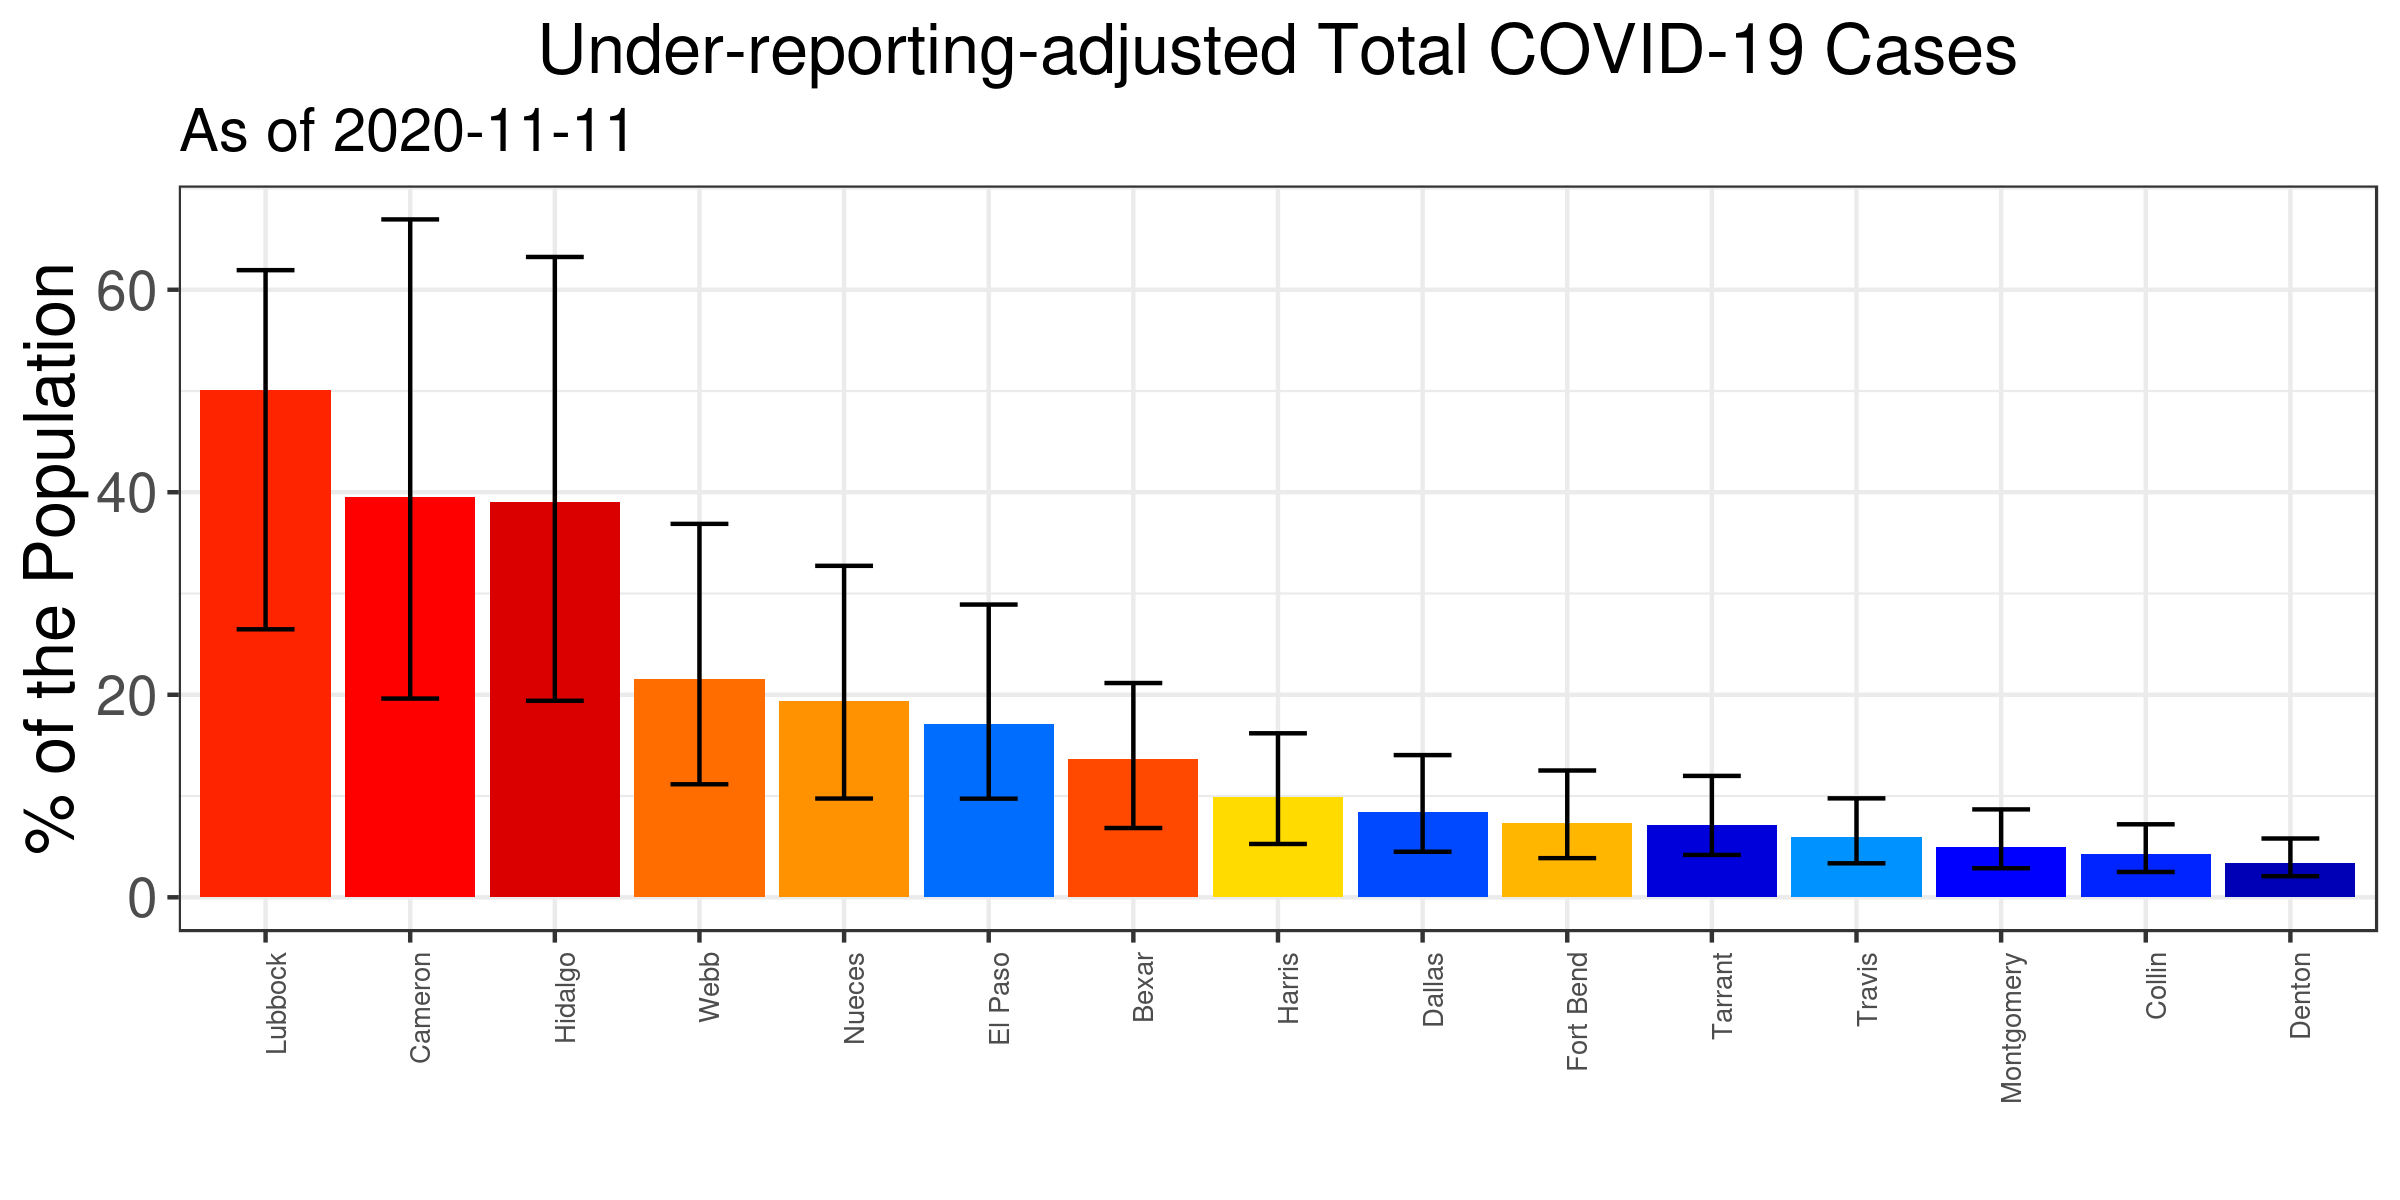 Under-reporting-adjusted Total COVID-19 Cases
As of 2020-11-11
% of the Population
60
40
20
0
Lubbock
Cameron
Hidalgo
Webb
Nueces
El Paso
Bexar
Harris
Dallas
Fort Bend
Tarrant
Travis
Montgomery
Collin
Denton